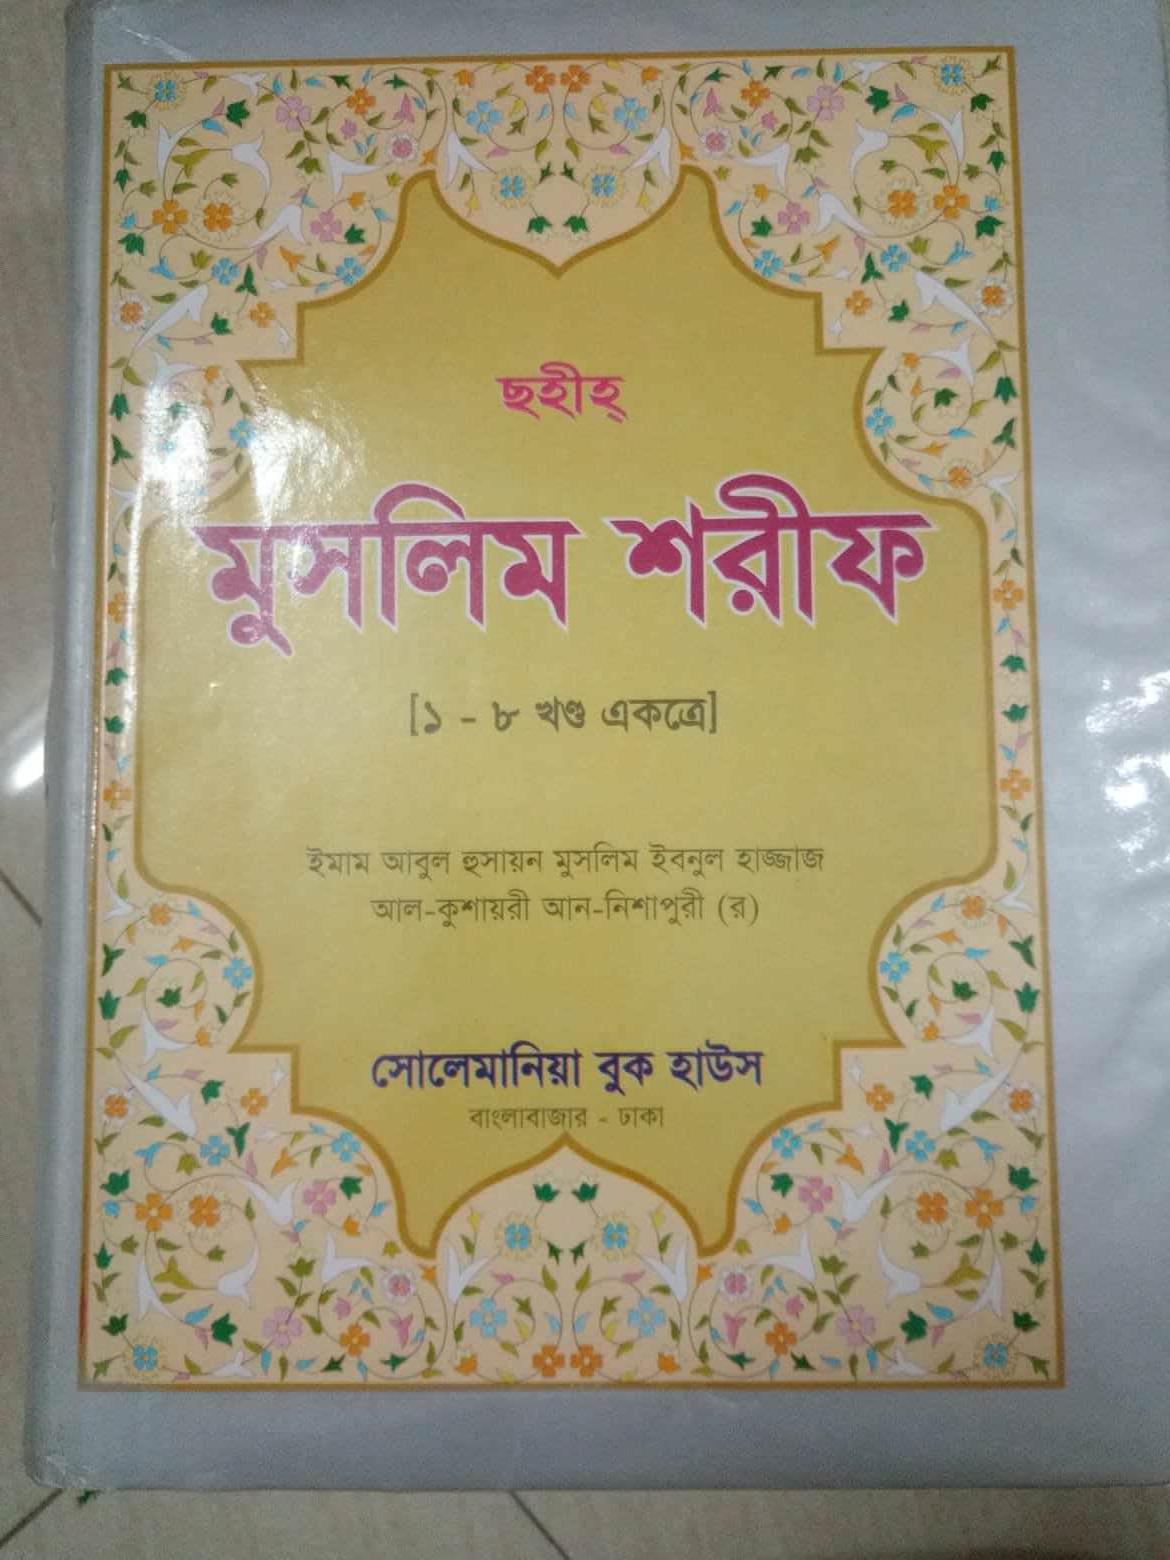 ছহীহ্
মুসলিম শরীফ
[১ - ৮ খণ্ড একত্রে]
ইমাম আবুল হুসায়ন মুসলিম ইবনুল হাজ্জাজ
আল-কুশায়রী আন-নিশাপুরী (র)
সোলেমানিয়া বুক হাউস
বাংলাবাজার - ঢাকা